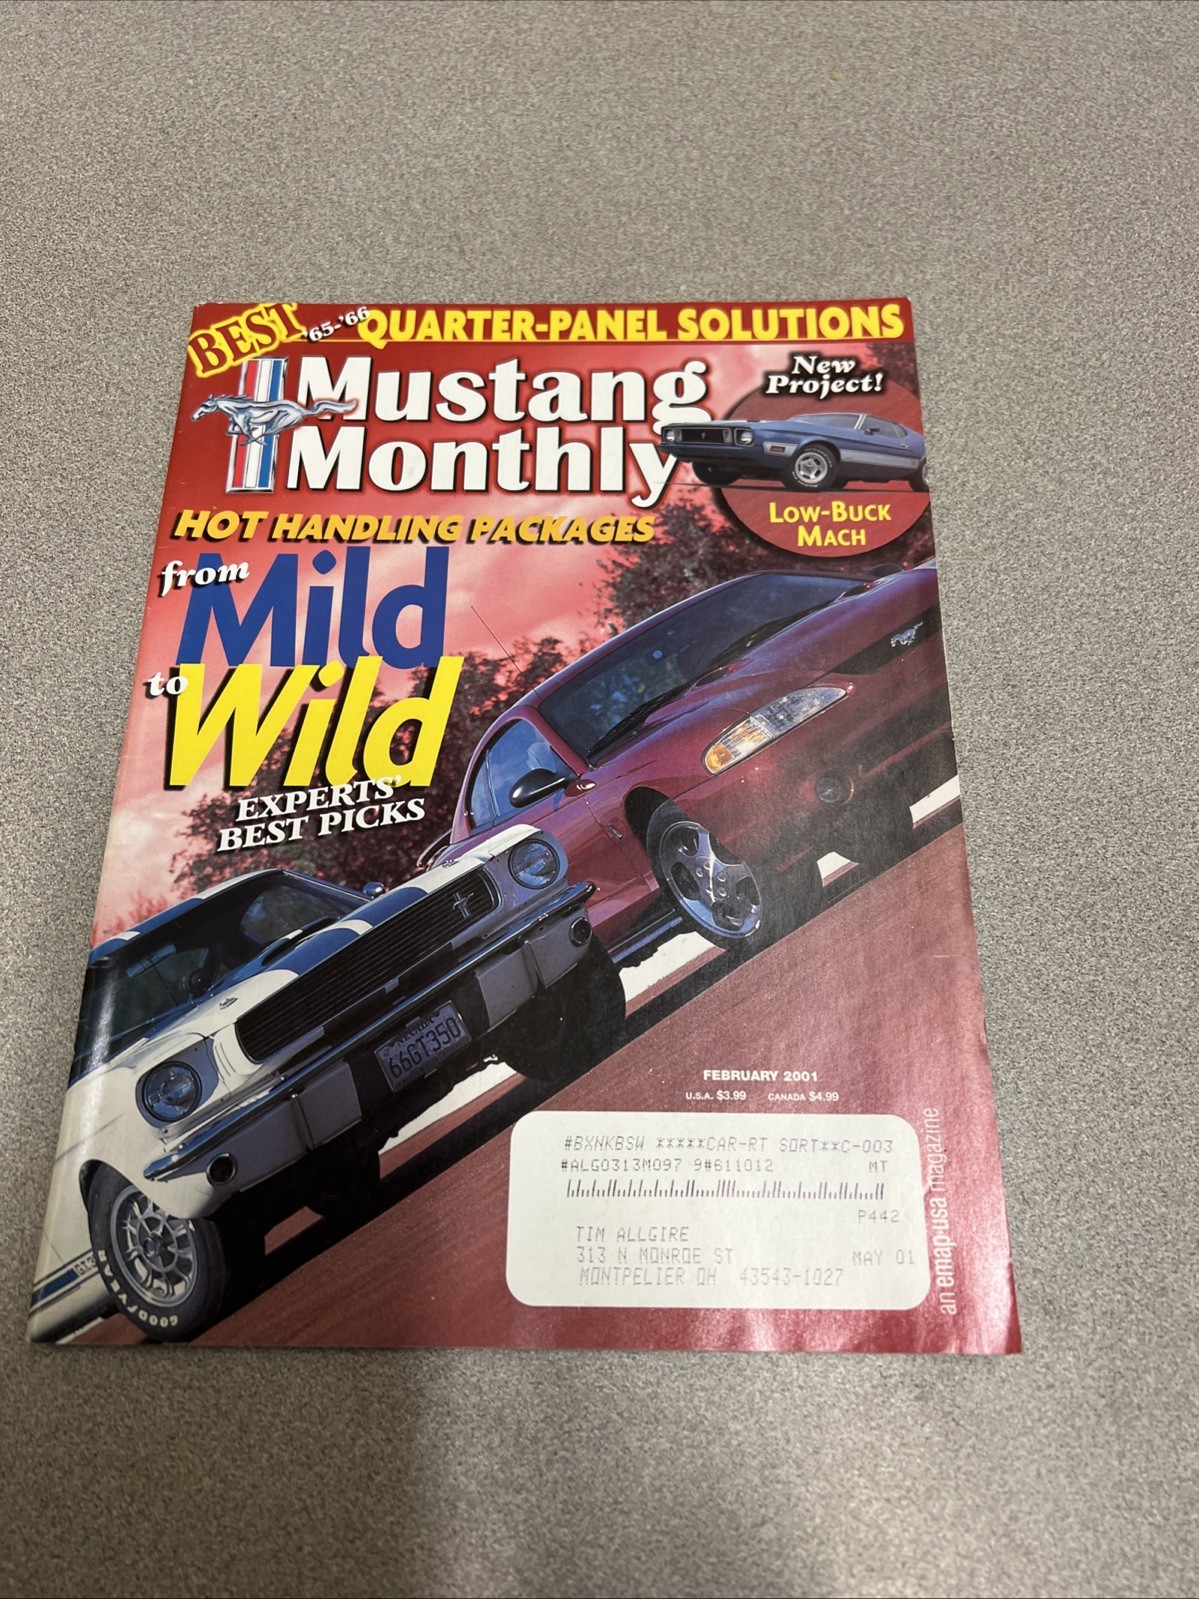 BEST '65-'66 QUARTER-PANEL SOLUTIONS
Mustang
Monthly
New
Project!
LOW-BUCK
MACH
HOT HANDLING PACKAGES
from
Mild
to
Wild
EXPERTS'
BEST PICKS
NEVADA
66GT350
GOODYEAR
FEBRUARY 2001
U.S.A. $3.99 CANADA $4.99
#BXNKBSW *****CAR-RT SORT**C-003
#ALG0313M097 9#611012 MT
P442
TIM ALLGIRE
313 N MONROE ST MAY 01
MONTPELIER OH 43543-1027
an emap-usa magazine